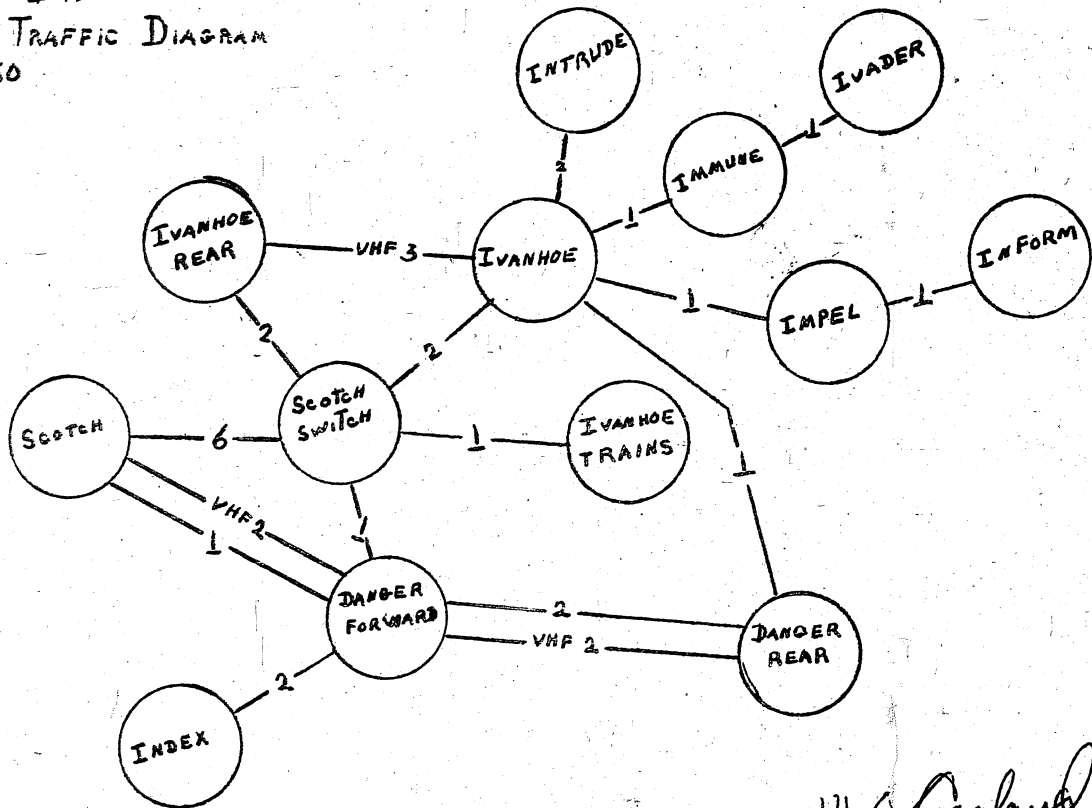 TRAFFIC DIAGRAM
INTRUDE
IVADER
2
1
IMMUNE
1
IVANHOE
REAR
VHF 3
IVANHOE
INFORM
1
IMPEL
1
2
2
SCOTCH
6
SCOTCH
SWITCH
1
IVANHOE
TRAINS
1
VHF 2
1
1
DANGER
FORWARD
2
VHF 2
DANGER
REAR
2
INDEX